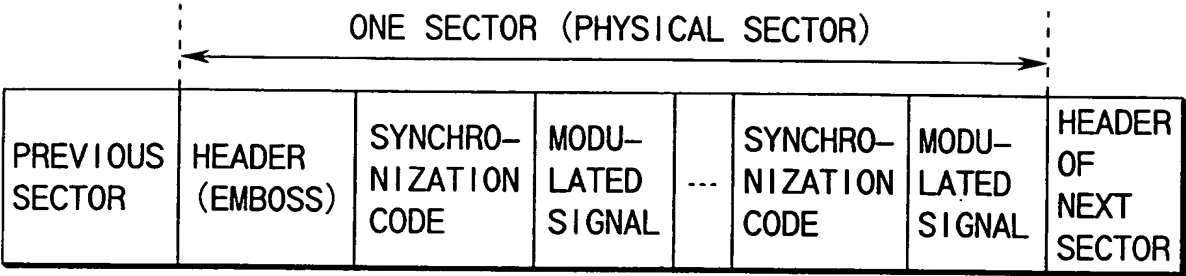 ONE SECTOR (PHYSICAL SECTOR)
PREVIOUS
SECTOR
HEADER
(EMBOSS)
SYNCHRO-
NIZATION
CODE
MODU-
LATED
SIGNAL
...
SYNCHRO-
NIZATION
CODE
MODU-
LATED
SIGNAL
HEADER
OF
NEXT
SECTOR